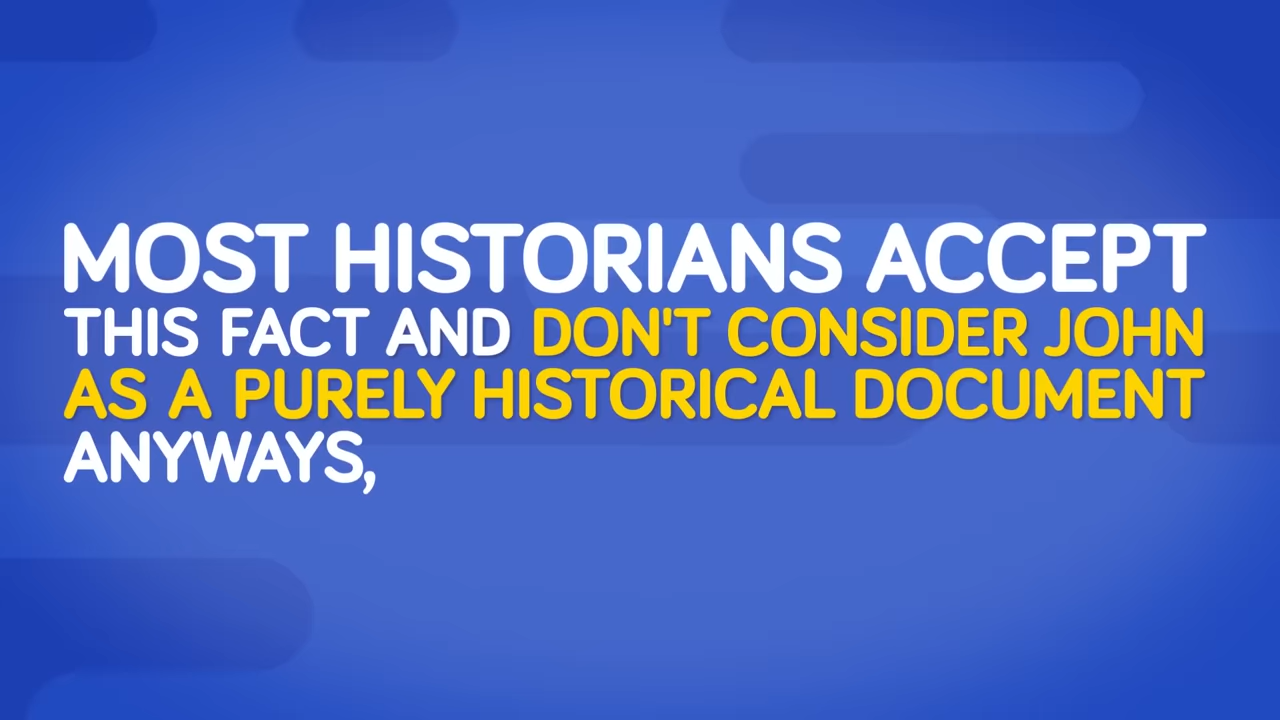 MOST HISTORIANS ACCEPT
THIS FACT AND DON'T CONSIDER JOHN
AS A PURELY HISTORICAL DOCUMENT
ANYWAYS,